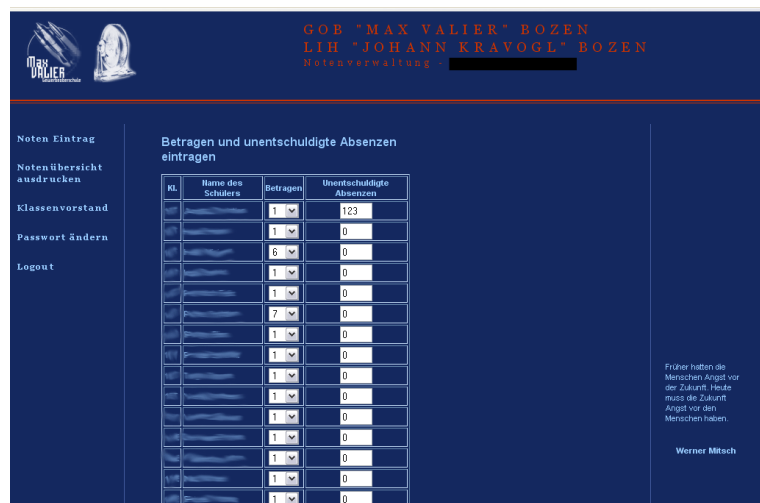 GOB "MAX VALIER" BOZEN
LIH "JOHANN KRAVOGL" BOZEN
Notenverwaltung -
Max
VALIER
Gewerbeoberschule
Noten Eintrag
Notenübersicht
ausdrucken
Klassenvorstand
Passwort ändern
Logout
Betragen und unentschuldigte Absenzen
eintragen
Kl. Name des Schülers Betragen Unentschuldigte Absenzen
1 123
1 0
6 0
1 0
1 0
7 0
1 0
1 0
1 0
1 0
1 0
1 0
1 0
1 0
1 0
Früher hatten die
Menschen Angst vor
der Zukunft. Heute
muss die Zukunft
Angst vor den
Menschen haben.
Werner Mitsch